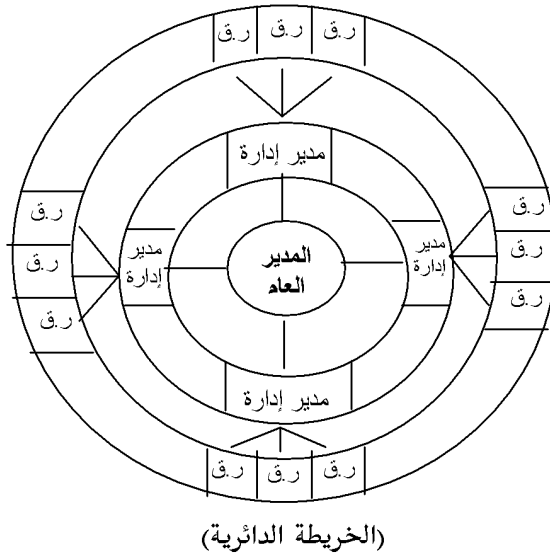 ر.ق ر.ق ر.ق
مدير إدارة
ر.ق
ر.ق
ر.ق
مدير
إدارة
المدير
العام
مدير
إدارة
ر.ق
ر.ق
ر.ق
مدير إدارة
ر.ق ر.ق ر.ق
(الخريطة الدائرية)